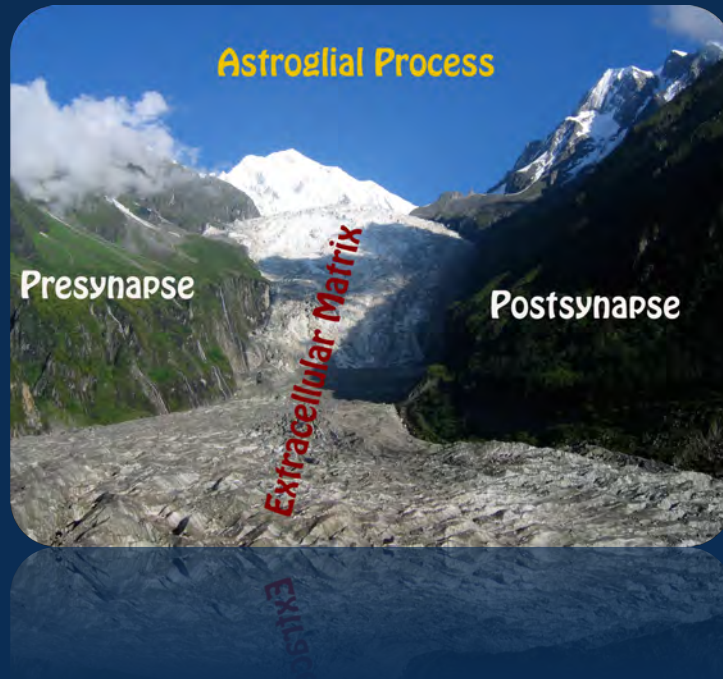 Astroglial Process
Presynapse
Postsynapse
Extracellular Matrix